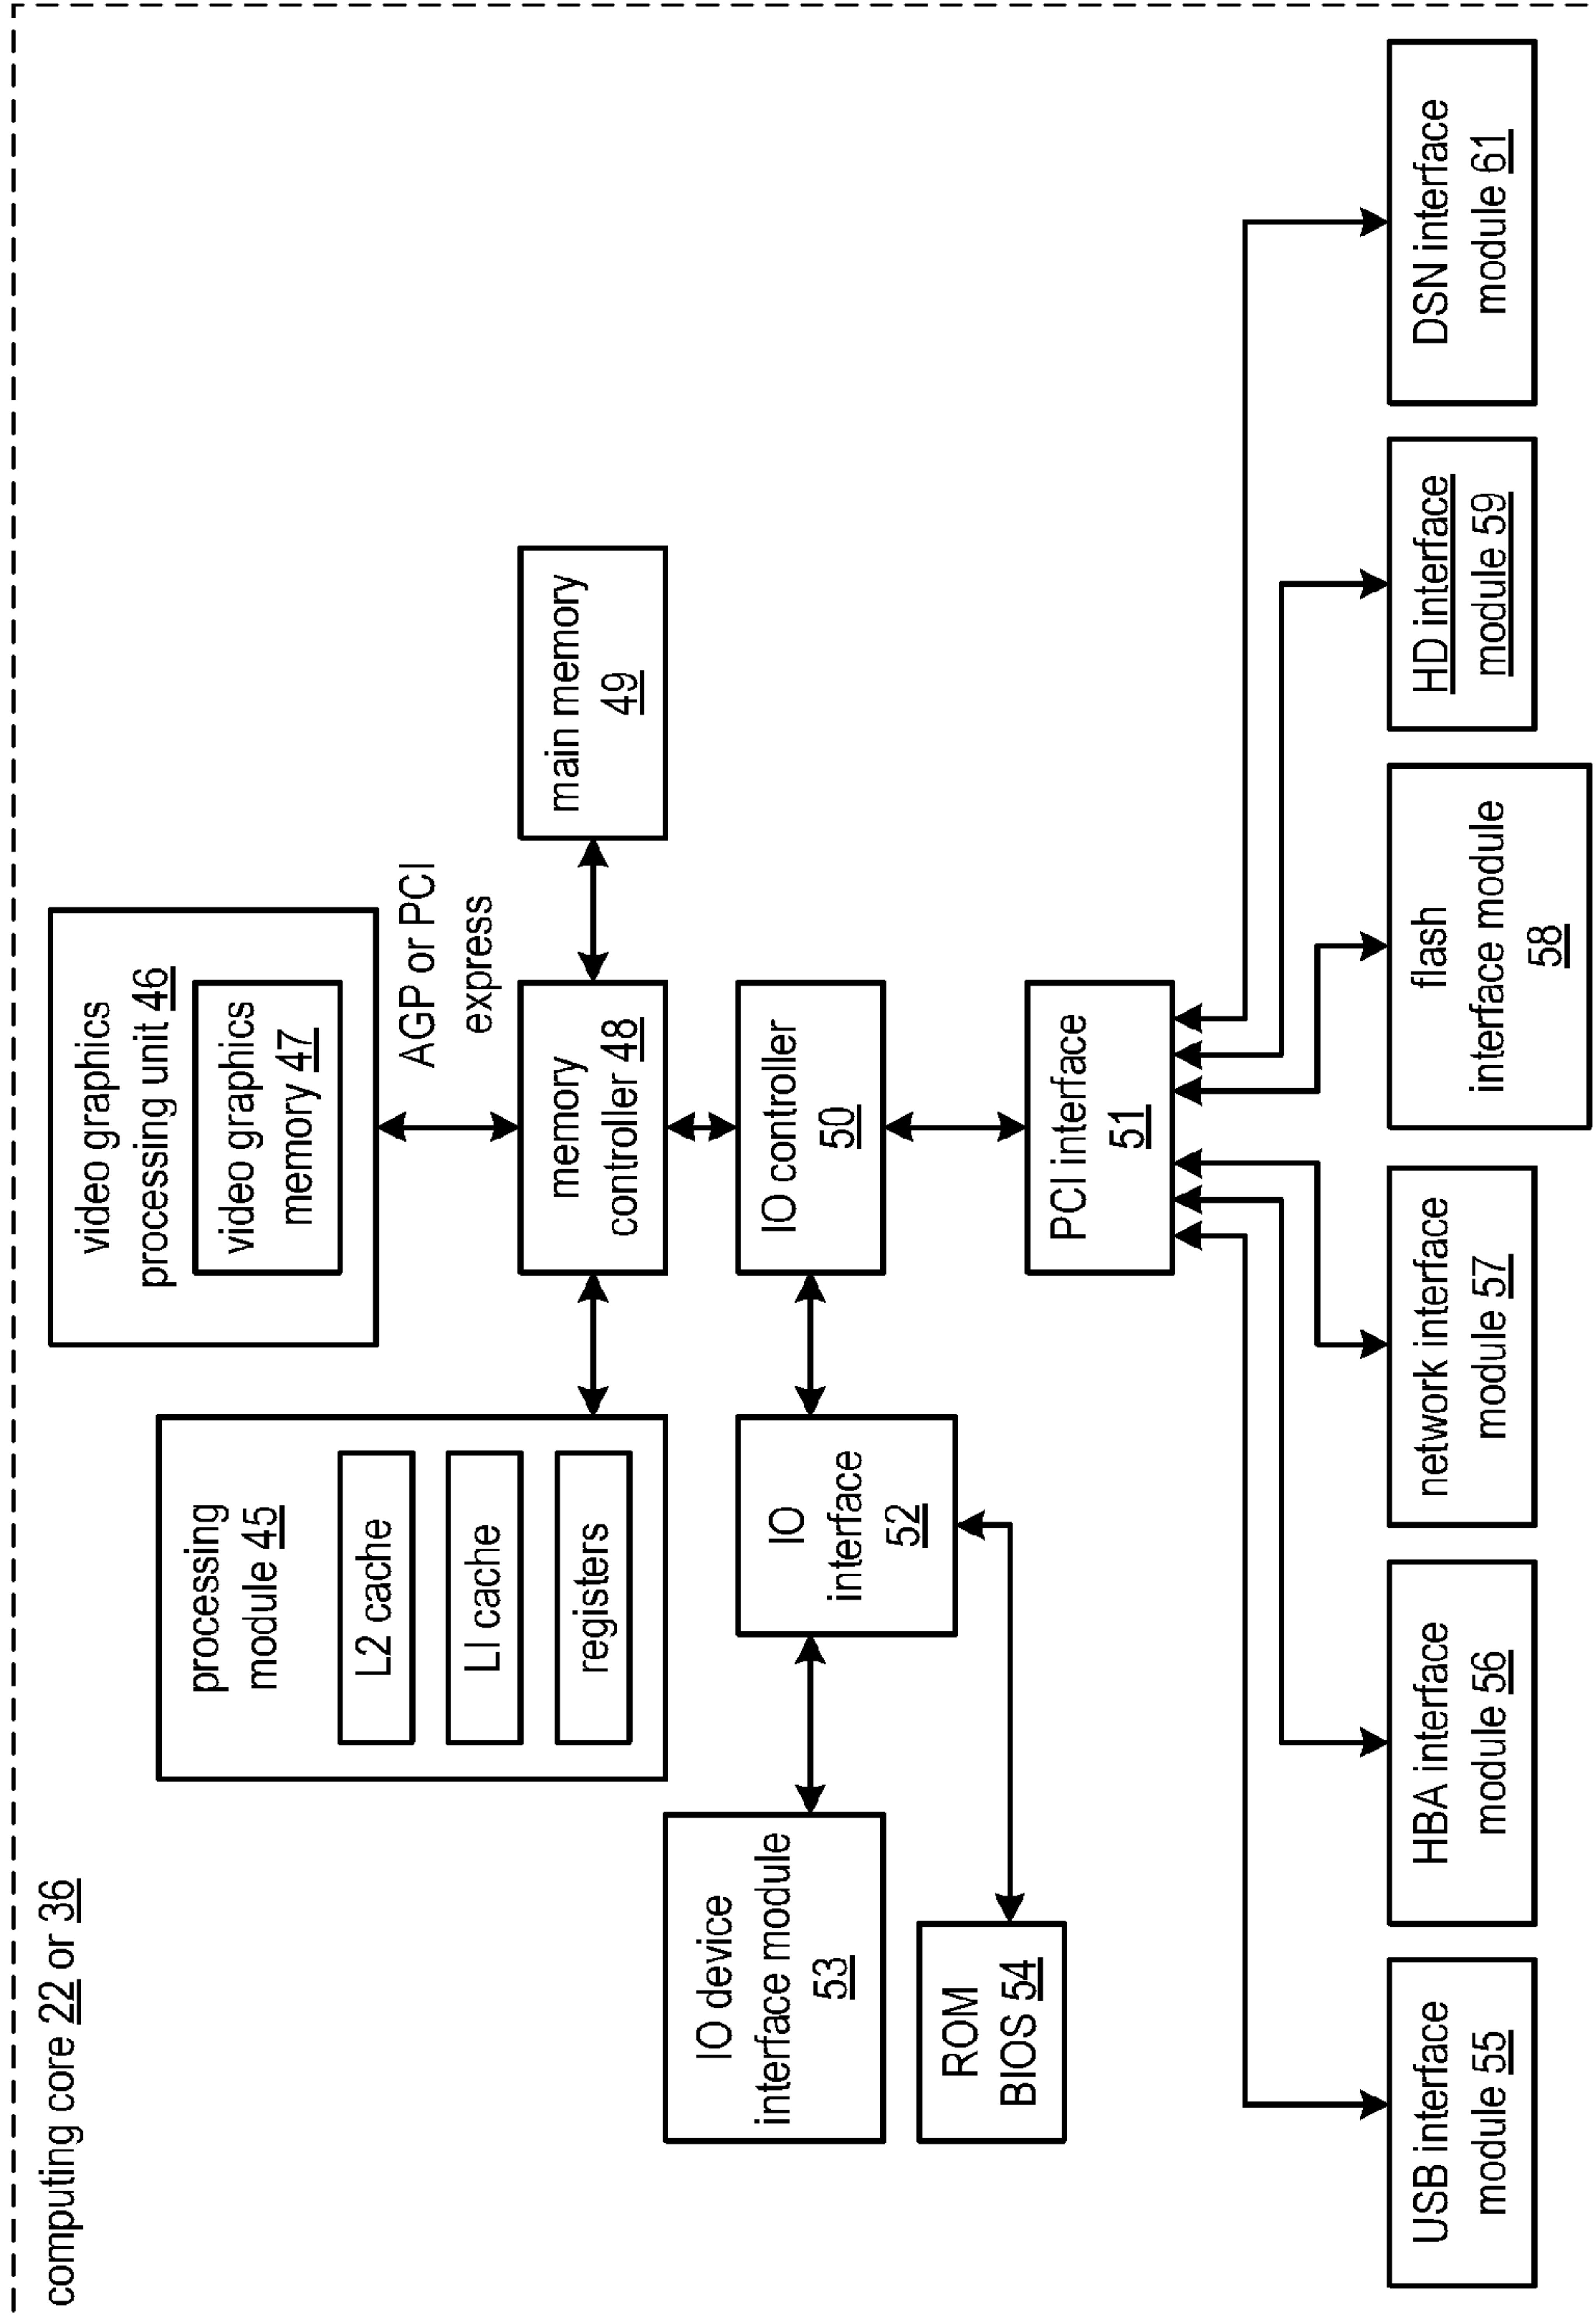 computing core 22 or 36
processing
module 45
L2 cache
LI cache
registers
video graphics
processing unit 46
video graphics
memory 47
AGP or PCI
express
memory
controller 48
main memory
49
IO device
interface module
53
IO
interface
52
IO controller
50
ROM
BIOS 54
PCI interface
51
USB interface
module 55
HBA interface
module 56
network interface
module 57
flash
interface module
58
HD interface
module 59
DSN interface
module 61